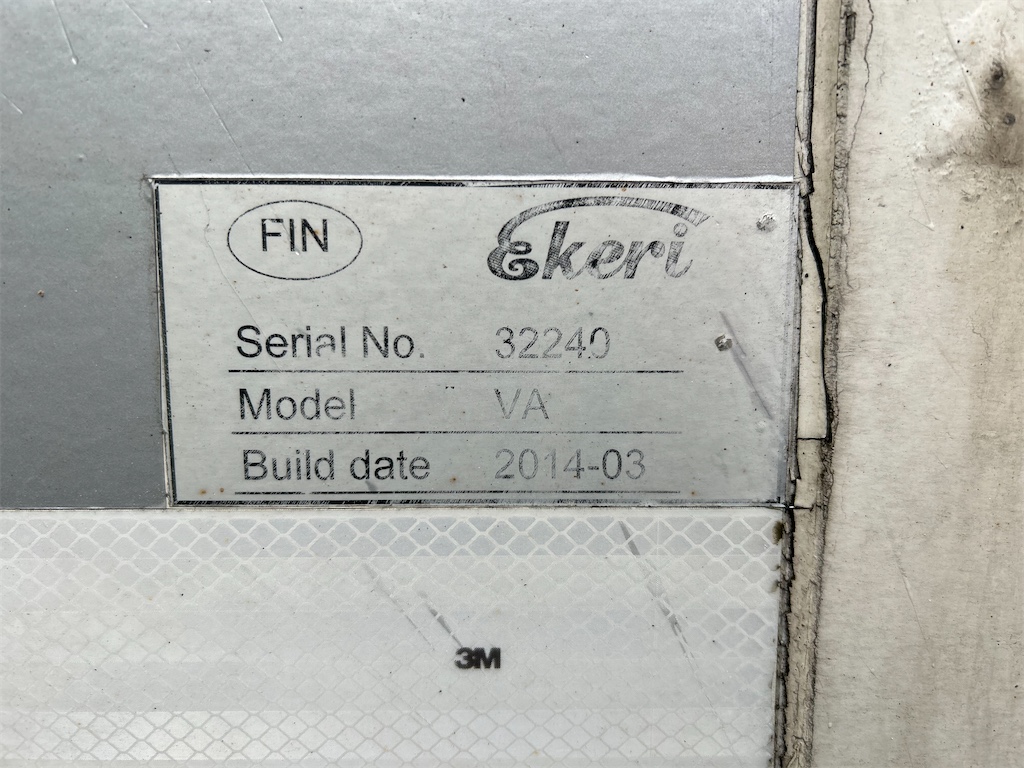 FIN Ekeri
Serial No. 32240
Model VA
Build date 2014-03
3M